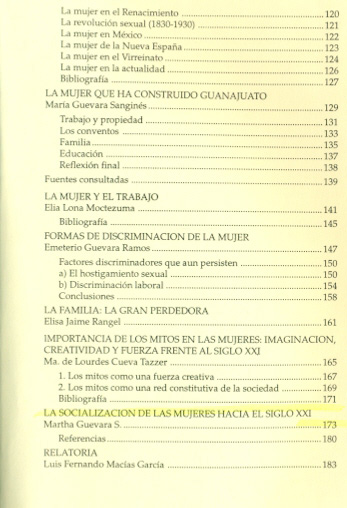 La mujer en el Renacimiento ........ 120
La revolución sexual (1830-1930) ........ 121
La mujer en México ........ 122
La mujer de la Nueva España ........ 123
La mujer en el Virreinato ........ 124
La mujer en la actualidad ........ 126
Bibliografía ........ 127
LA MUJER QUE HA CONSTRUIDO GUANAJUATO
María Guevara Sanginés ........ 129
Trabajo y propiedad ........ 131
Los conventos ........ 133
Familia ........ 135
Educación ........ 137
Reflexión final ........ 138
Fuentes consultadas ........ 139
LA MUJER Y EL TRABAJO
Elia Lona Moctezuma ........ 141
Bibliografía ........ 145
FORMAS DE DISCRIMINACION DE LA MUJER
Emeterio Guevara Ramos ........ 147
Factores discriminadores que aun persisten ........ 150
a) El hostigamiento sexual ........ 150
b) Discriminación laboral ........ 154
Conclusiones ........ 158
LA FAMILIA: LA GRAN PERDEDORA
Elisa Jaime Rangel ........ 161
IMPORTANCIA DE LOS MITOS EN LAS MUJERES: IMAGINACION,
CREATIVIDAD Y FUERZA FRENTE AL SIGLO XXI
Ma. de Lourdes Cueva Tazzer ........ 165
1. Los mitos como una fuerza creativa ........ 167
2. Los mitos como una red constitutiva de la sociedad ........ 169
Bibliografía ........ 171
LA SOCIALIZACION DE LAS MUJERES HACIA EL SIGLO XXI
Martha Guevara S. ........ 173
Referencias ........ 180
RELATORIA
Luis Fernando Macías García ........ 183